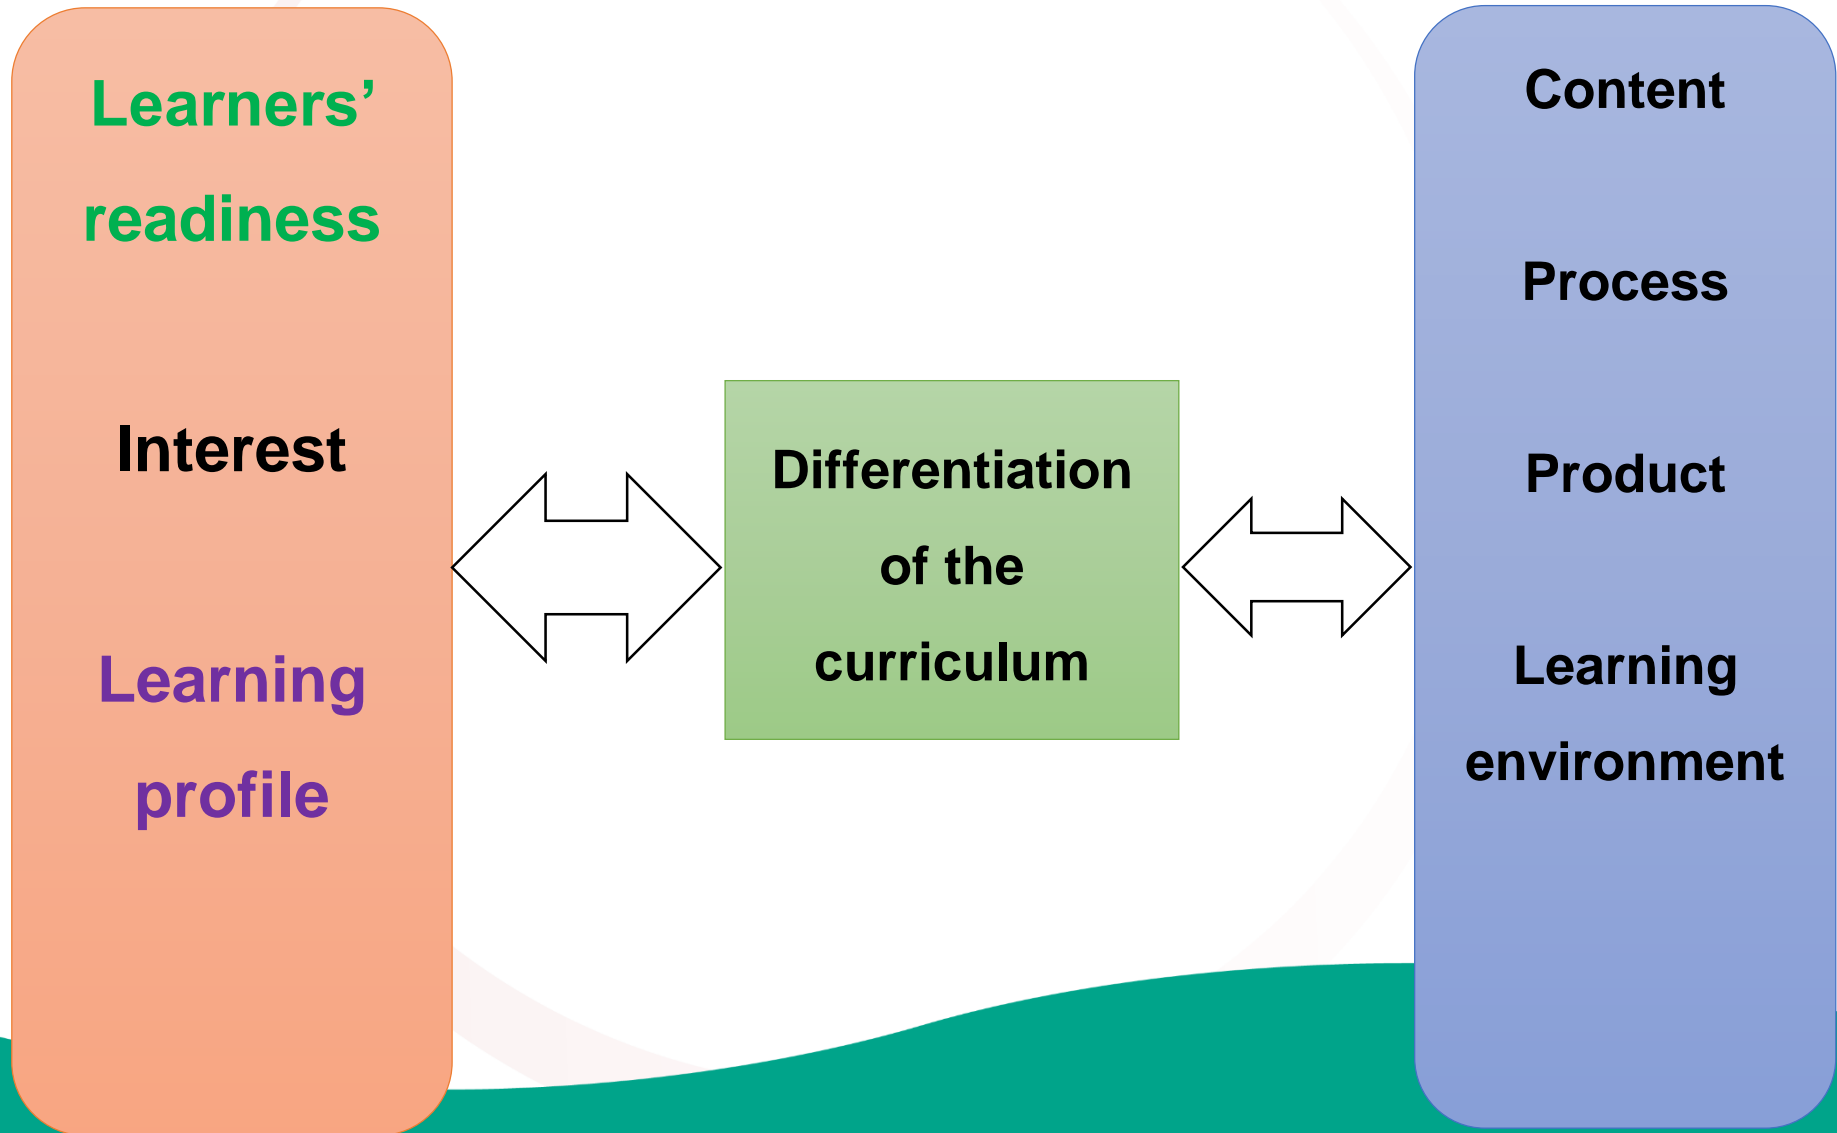 Learners’
readiness
Interest
Learning
profile
Differentiation
of the
curriculum
Content
Process
Product
Learning
environment